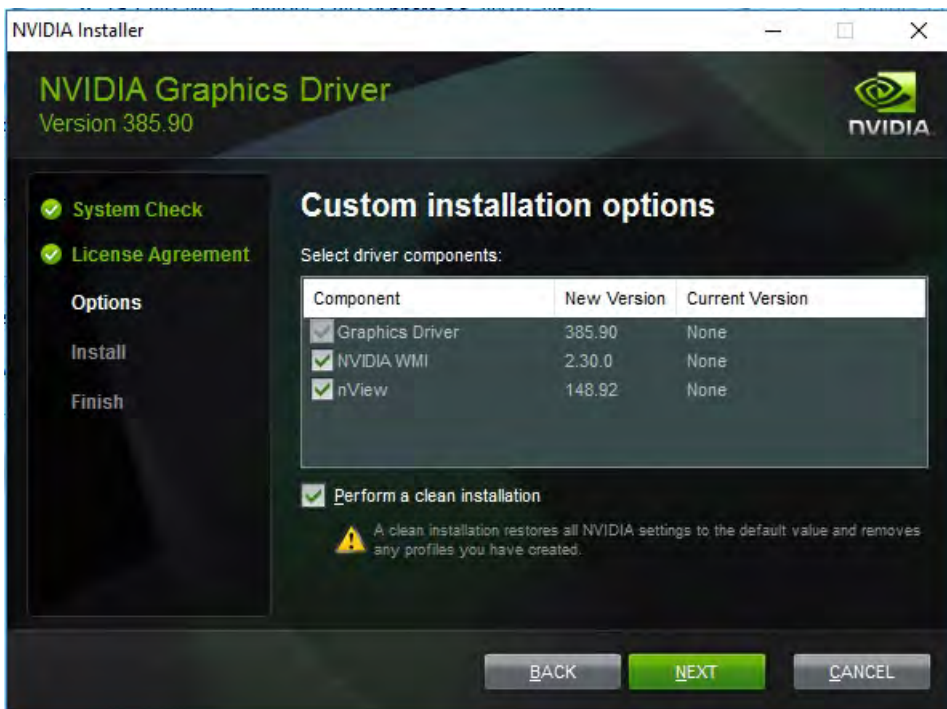 NVIDIA Installer
NVIDIA Graphics Driver
Version 385.90
NVIDIA
System Check
License Agreement
Options
Install
Finish
Custom installation options
Select driver components:
Component New Version Current Version
Graphics Driver 385.90 None
NVIDIA WMI 2.30.0 None
nView 148.92 None
Perform a clean installation
A clean installation restores all NVIDIA settings to the default value and removes
any profiles you have created.
BACK NEXT CANCEL